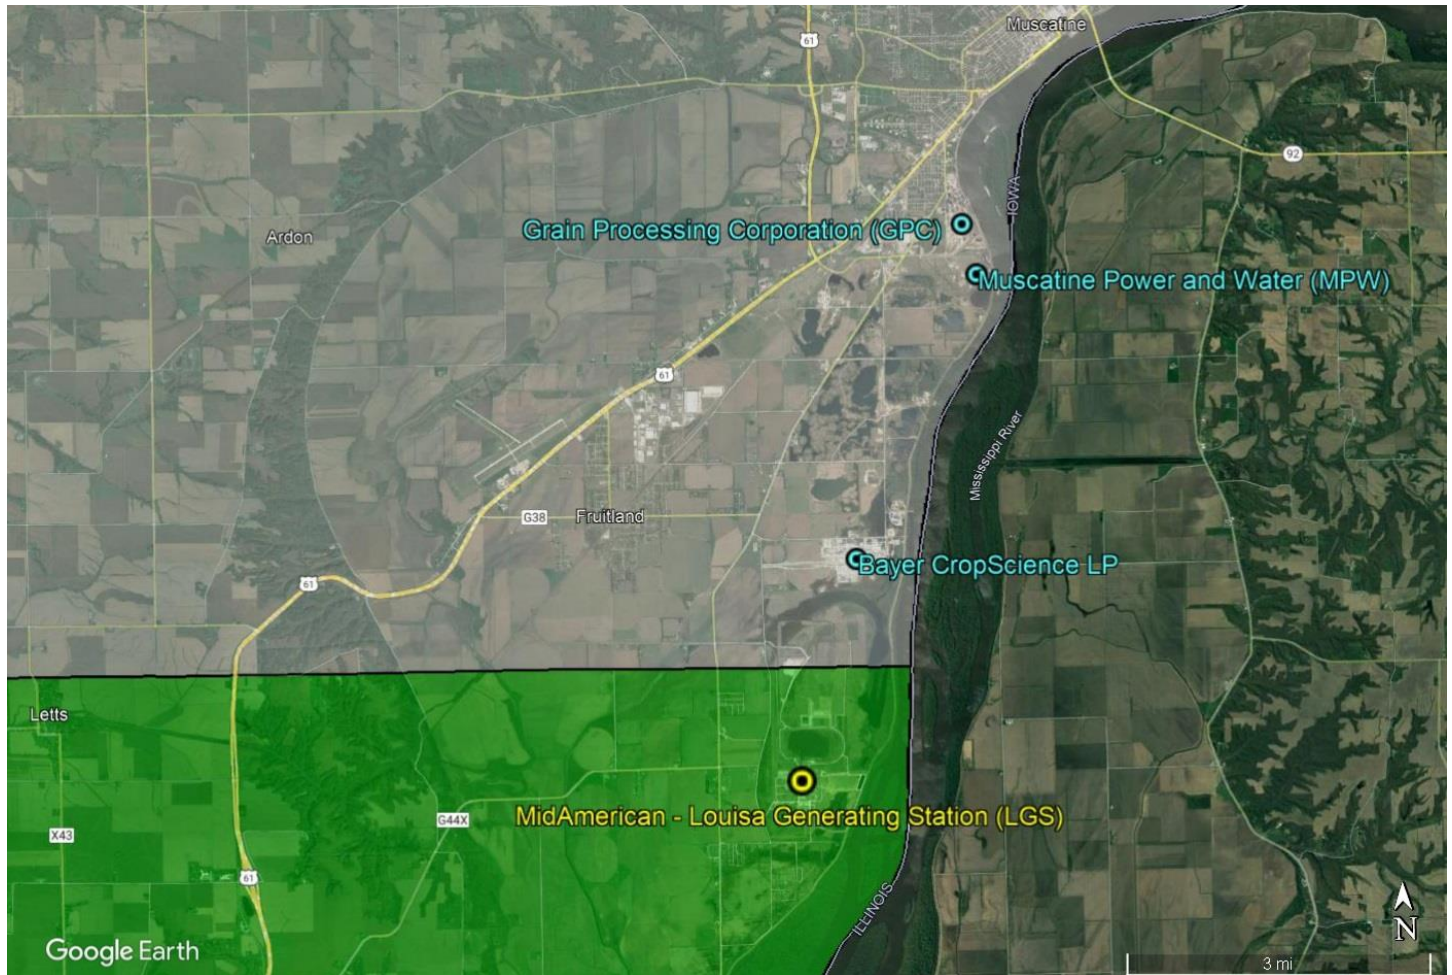 Muscatine
61
92
IOWA
Grain Processing Corporation (GPC)
Ardon
Muscatine Power and Water (MPW)
61
Mississippi River
G38
Fruitland
Bayer CropScience LP
61
Letts
MidAmerican - Louisa Generating Station (LGS)
G44X
X43
61
ILLINOIS
N
Google Earth
3 mi